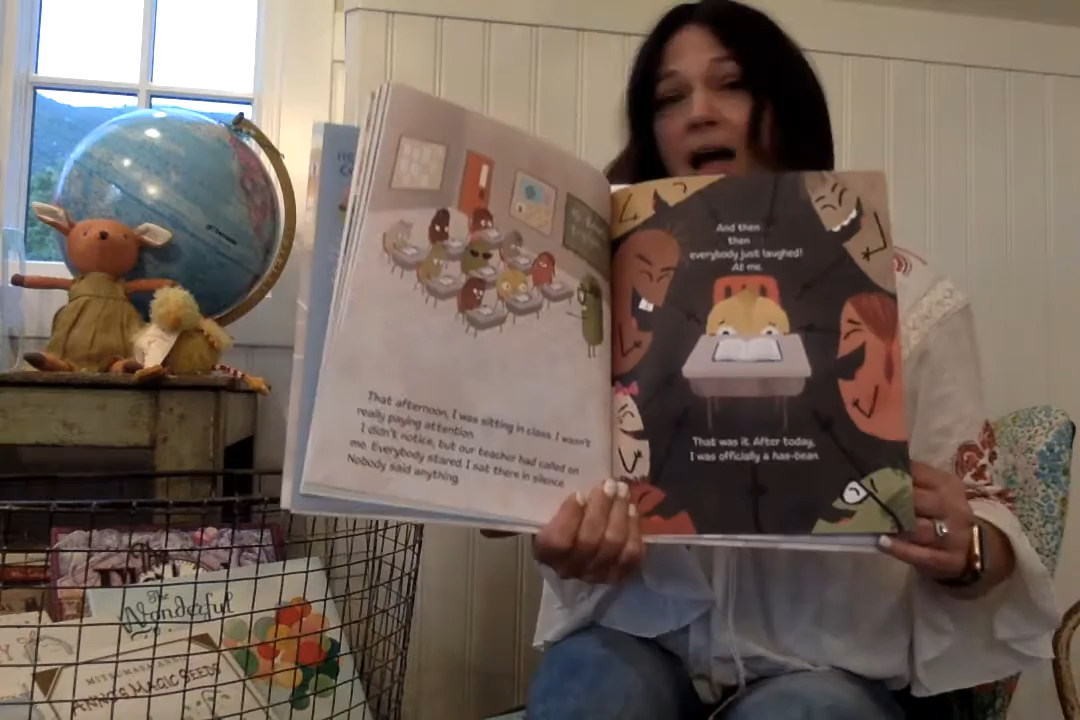 That afternoon, I was sitting in class. I wasn't
really paying attention.
I didn't notice, but our teacher had called on
me. Everybody stared. I sat there in silence.
Nobody said anything.
And then
then
everybody just laughed!
At me.
That was it. After today,
I was officially a has-bean.
The
Wonderful
MAGIC SEEDS